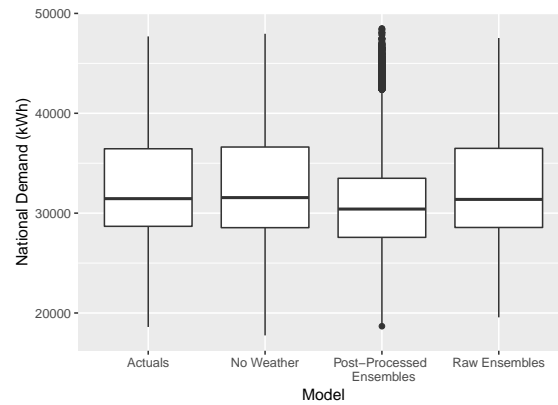 National Demand (kWh)
50000
40000
30000
20000
Actuals
No Weather
Post−Processed
Ensembles
Raw Ensembles
Model